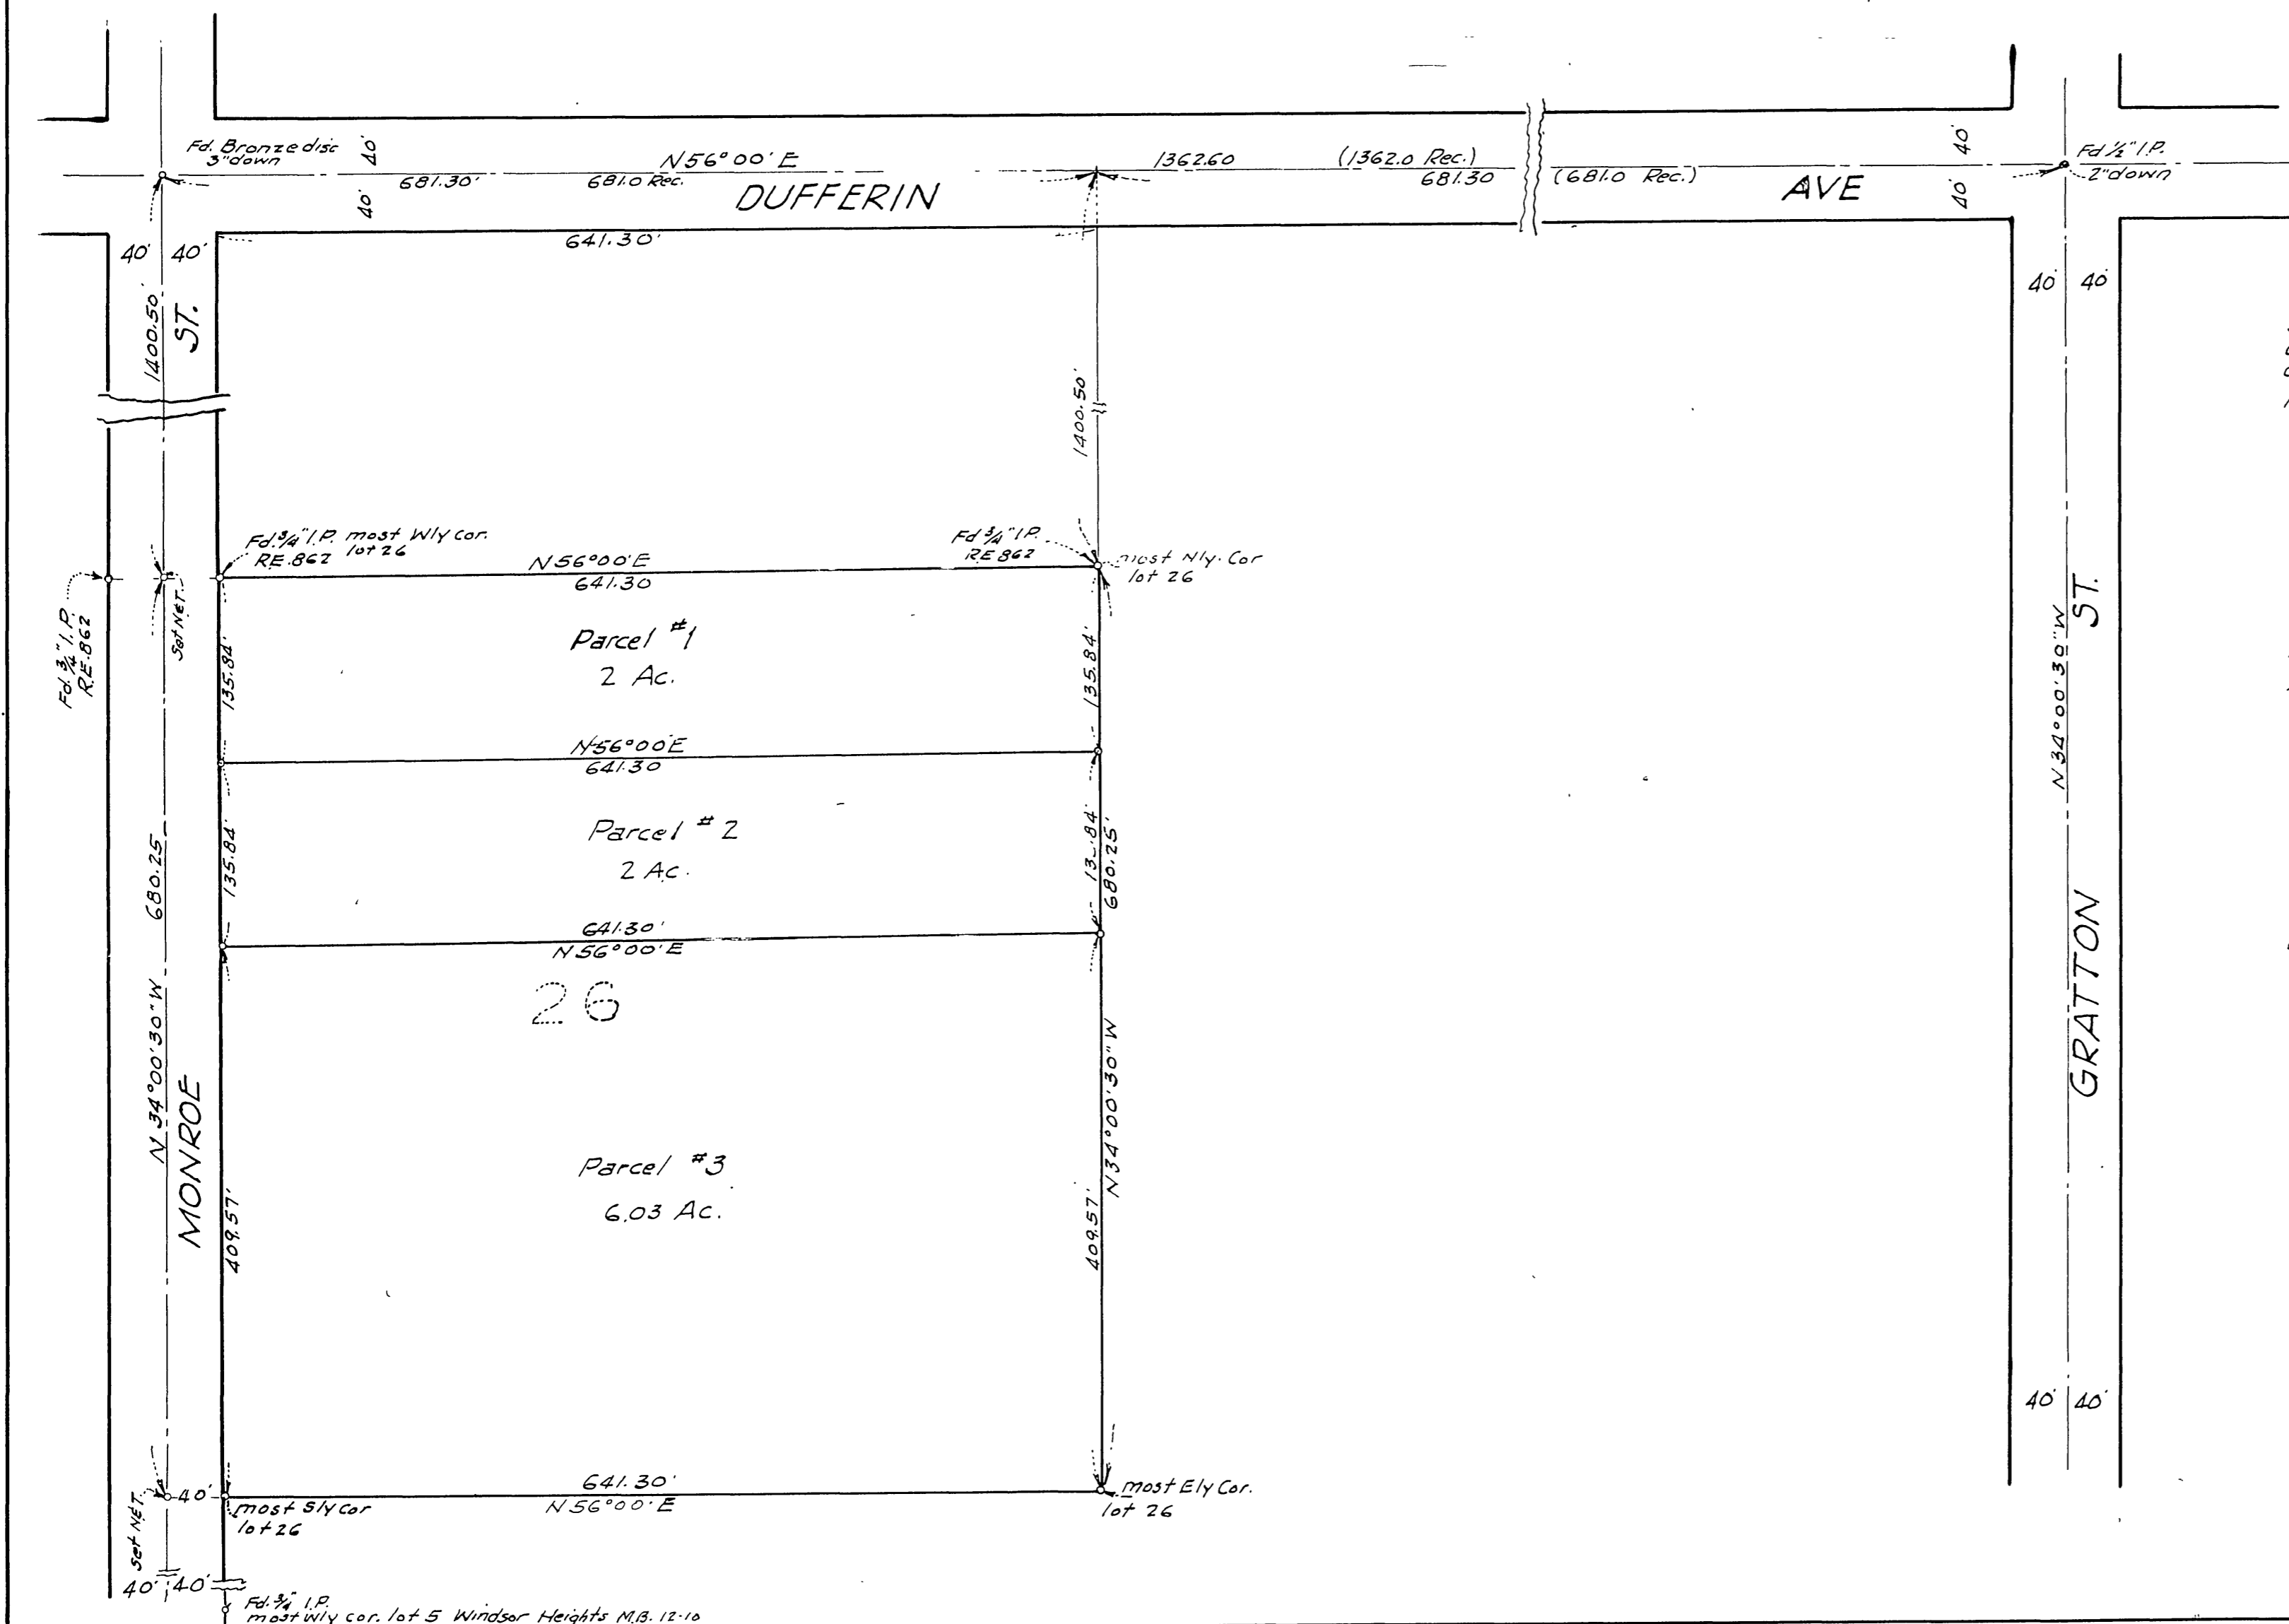 Fd. Bronze disc
3" down
40'
40'
N56°00'E
681.30'
681.0 Rec.
DUFFERIN
1362.60
(1362.0 Rec.)
681.30
(681.0 Rec.)
AVE
40'
40'
Fd 1/2" I.P.
2" down
641.30'
40' 40'
40' 40'
1400.50'
ST.
1400.50'
Fd. 3/4" I.P. most Wly cor.
R.E. 862 lot 26
Fd 3/4" I.P.
R.E 862
most Nly. Cor
lot 26
N56°00'E
641.30
Fd. 3/4" I.P.
R.E. 862
Set N.&T.
135.84'
Parcel #1
2 Ac.
135.84'
N34°00'30"W
ST.
N56°00'E
641.30
680.25
135.84'
Parcel #2
2 Ac.
680.25'
641.30'
N56°00'E
26
N34°00'30"W
MONROE
N34°00'30"W
GRATTON
Parcel #3
6.03 Ac.
409.57'
409.57'
40' 40'
Set N&T.
40'
most Sly Cor
lot 26
641.30'
N56°00'E
most Ely Cor.
lot 26
40' 40'
Fd. 3/4" I.P.
most Wly cor. lot 5 Windsor Heights M.B. 12-10